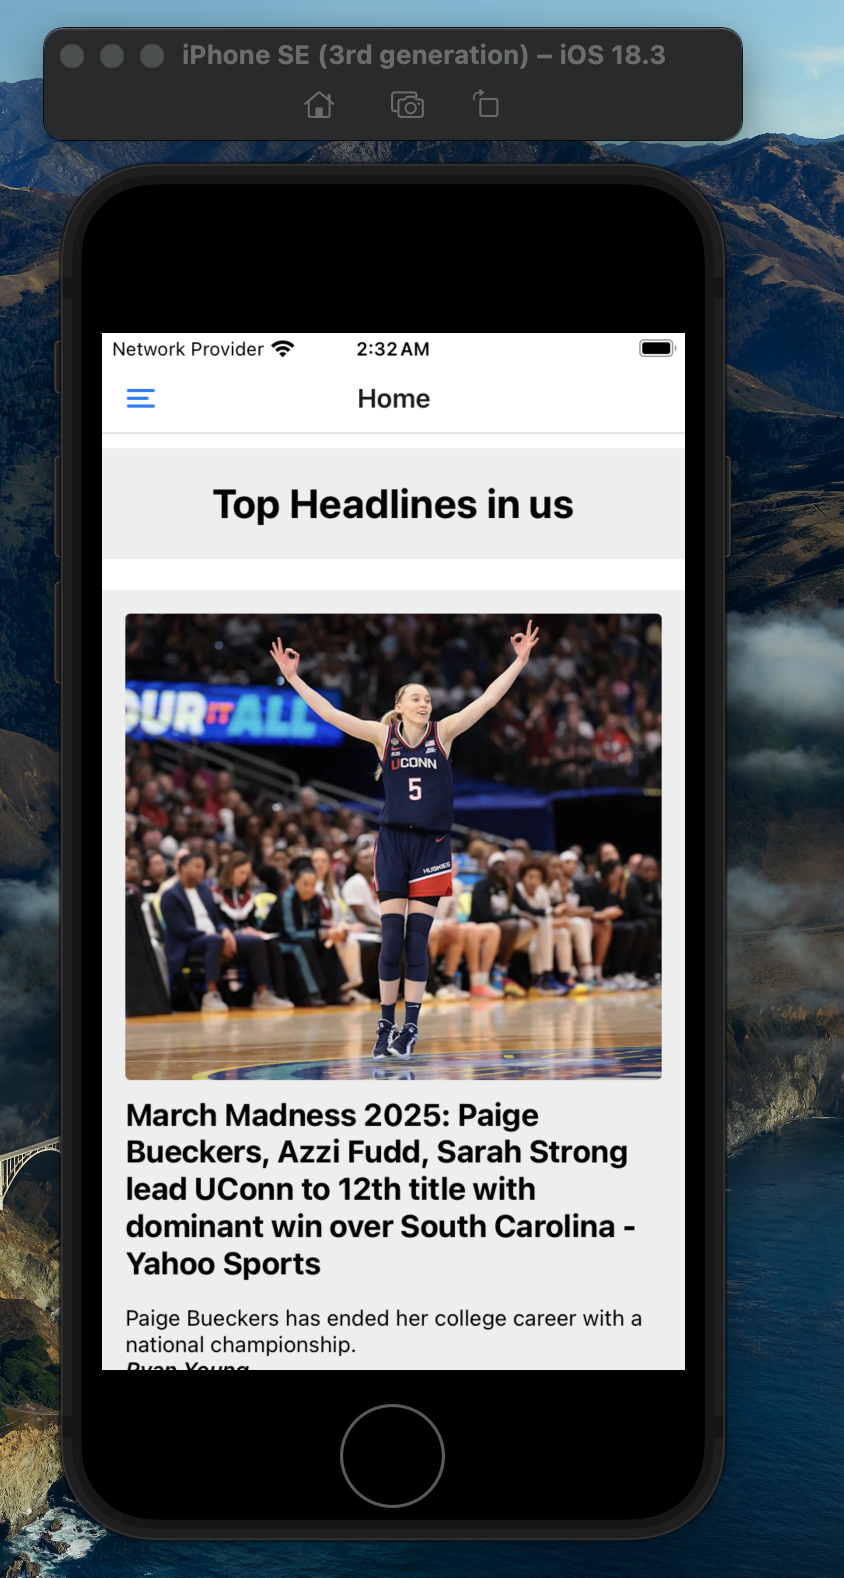 iPhone SE (3rd generation) – iOS 18.3
Network Provider 2:32 AM
Home
Top Headlines in us
OUR IT ALL
UCONN
5
HUSKIES
March Madness 2025: Paige
Bueckers, Azzi Fudd, Sarah Strong
lead UConn to 12th title with
dominant win over South Carolina -
Yahoo Sports
Paige Bueckers has ended her college career with a
national championship.
Ryan Young